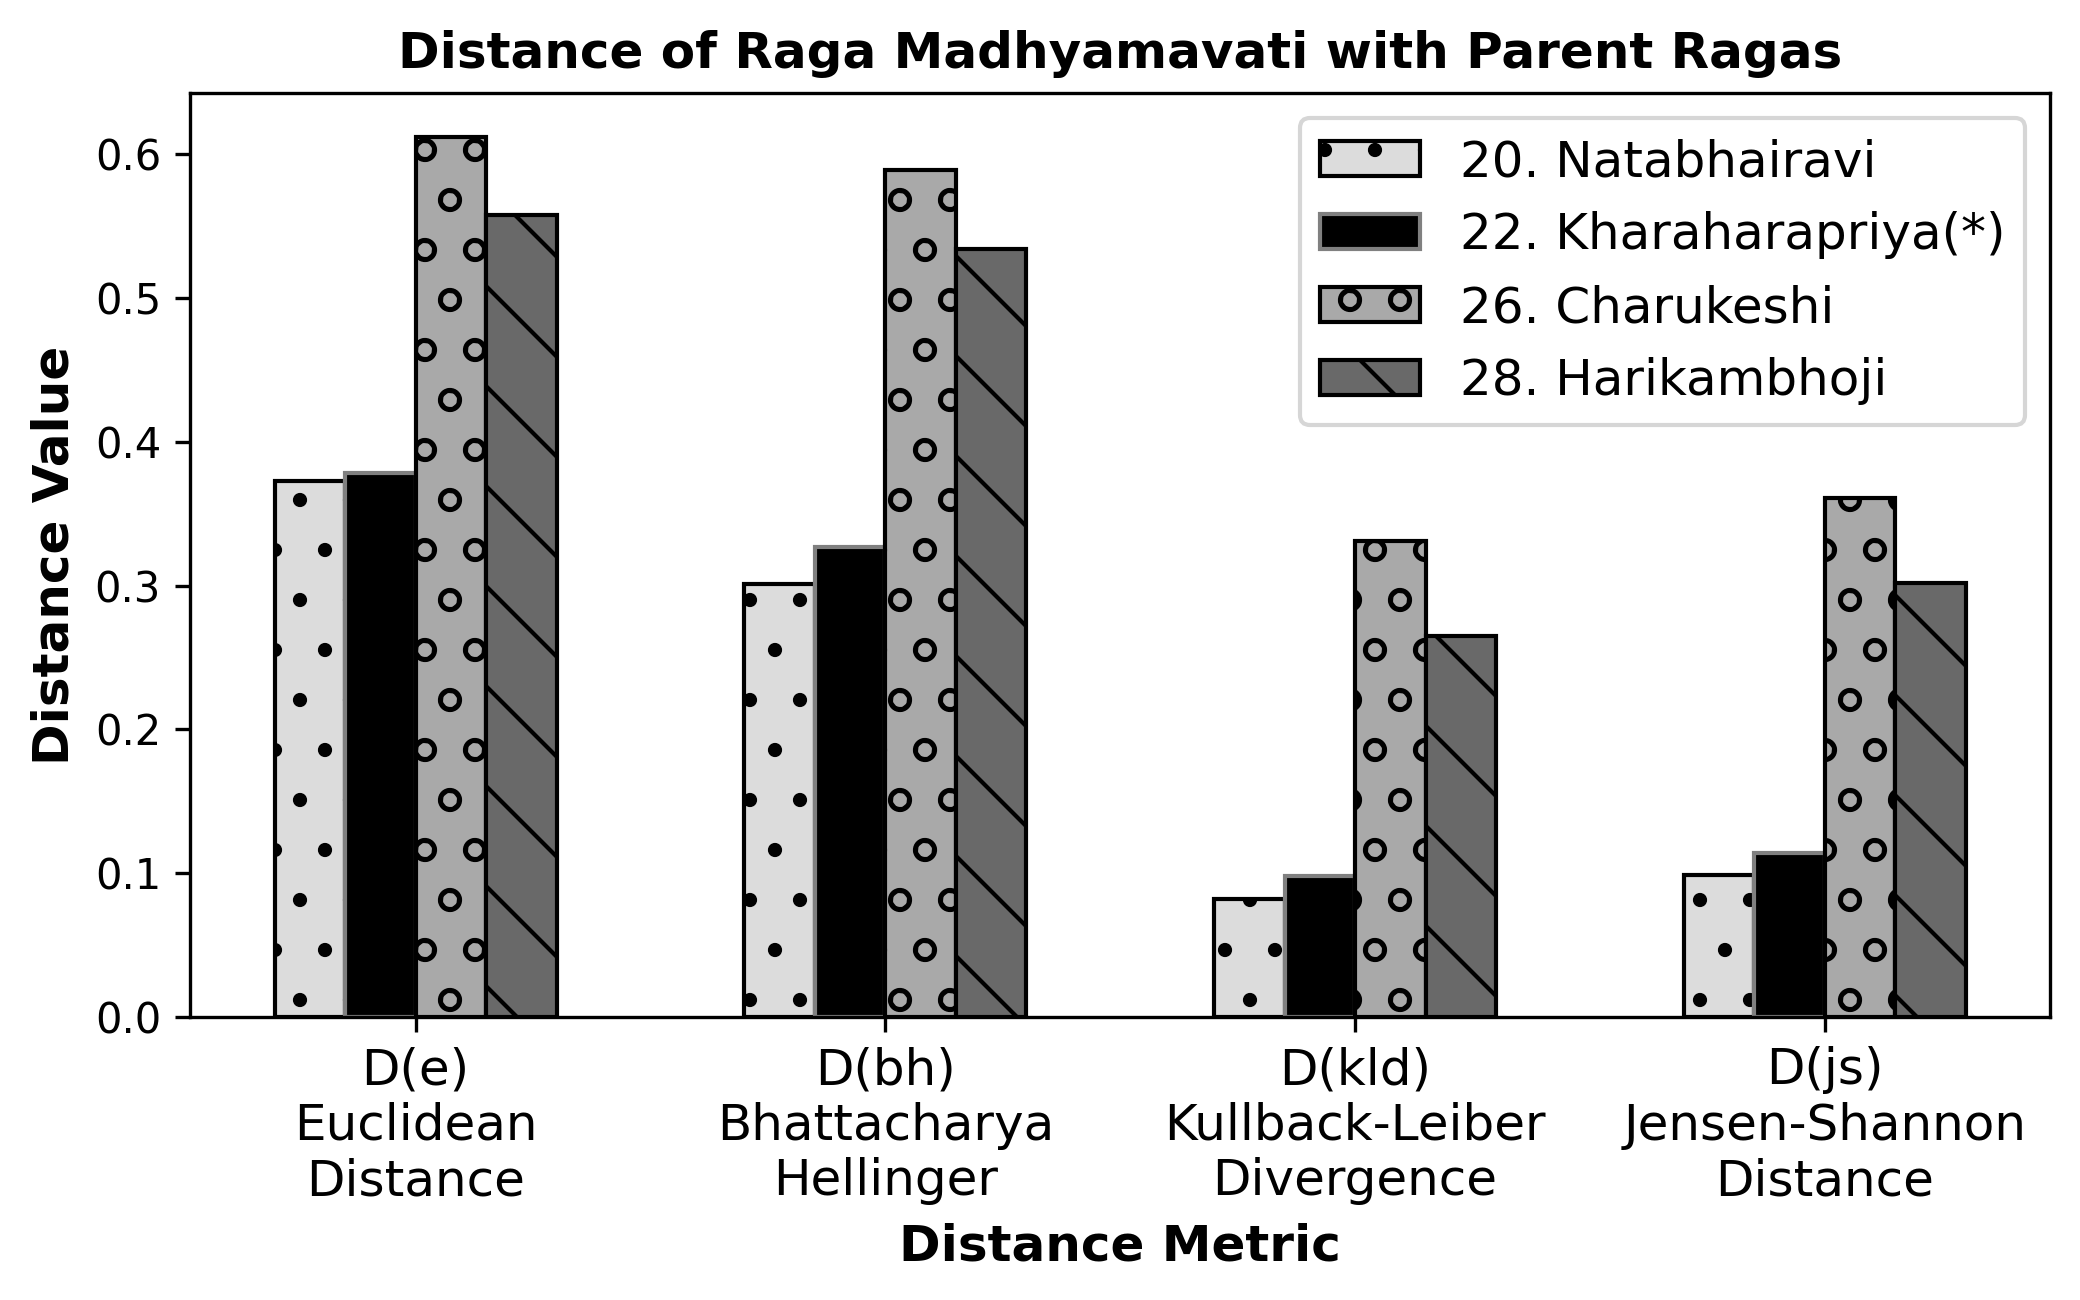 Distance of Raga Madhyamavati with Parent Ragas
Distance Value
0.6
0.5
0.4
0.3
0.2
0.1
0.0
20. Natabhairavi
22. Kharaharapriya(*)
26. Charukeshi
28. Harikambhoji
D(e)
Euclidean
Distance
D(bh)
Bhattacharya
Hellinger
D(kld)
Kullback-Leiber
Divergence
D(js)
Jensen-Shannon
Distance
Distance Metric